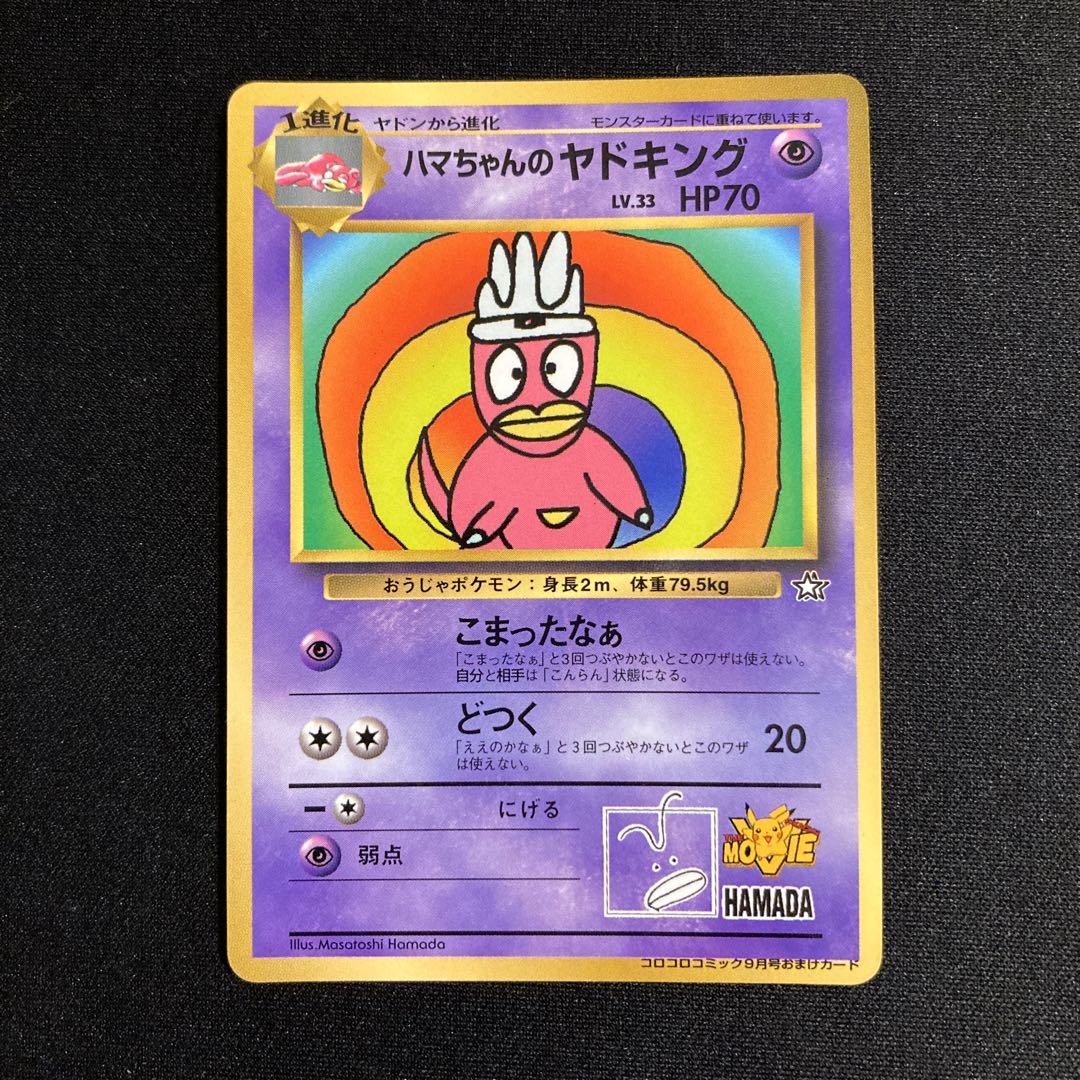 1進化 ヤドンから進化 モンスターカードに重ねて使います。
ハマちゃんのヤドキング
LV.33 HP70
おうじゃポケモン：身長2m、体重79.5kg
こまったなぁ
「こまったなぁ」と3回つぶやかないとこのワザは使えない。
自分と相手は「こんらん」状態になる。
どつく
「ええのかなぁ」と３回つぶやかないとこのワザ
は使えない。
20
にげる
弱点
THE MOVIE
HAMADA
Illus.Masatoshi Hamada
コロコロコミック9月号おまけカード